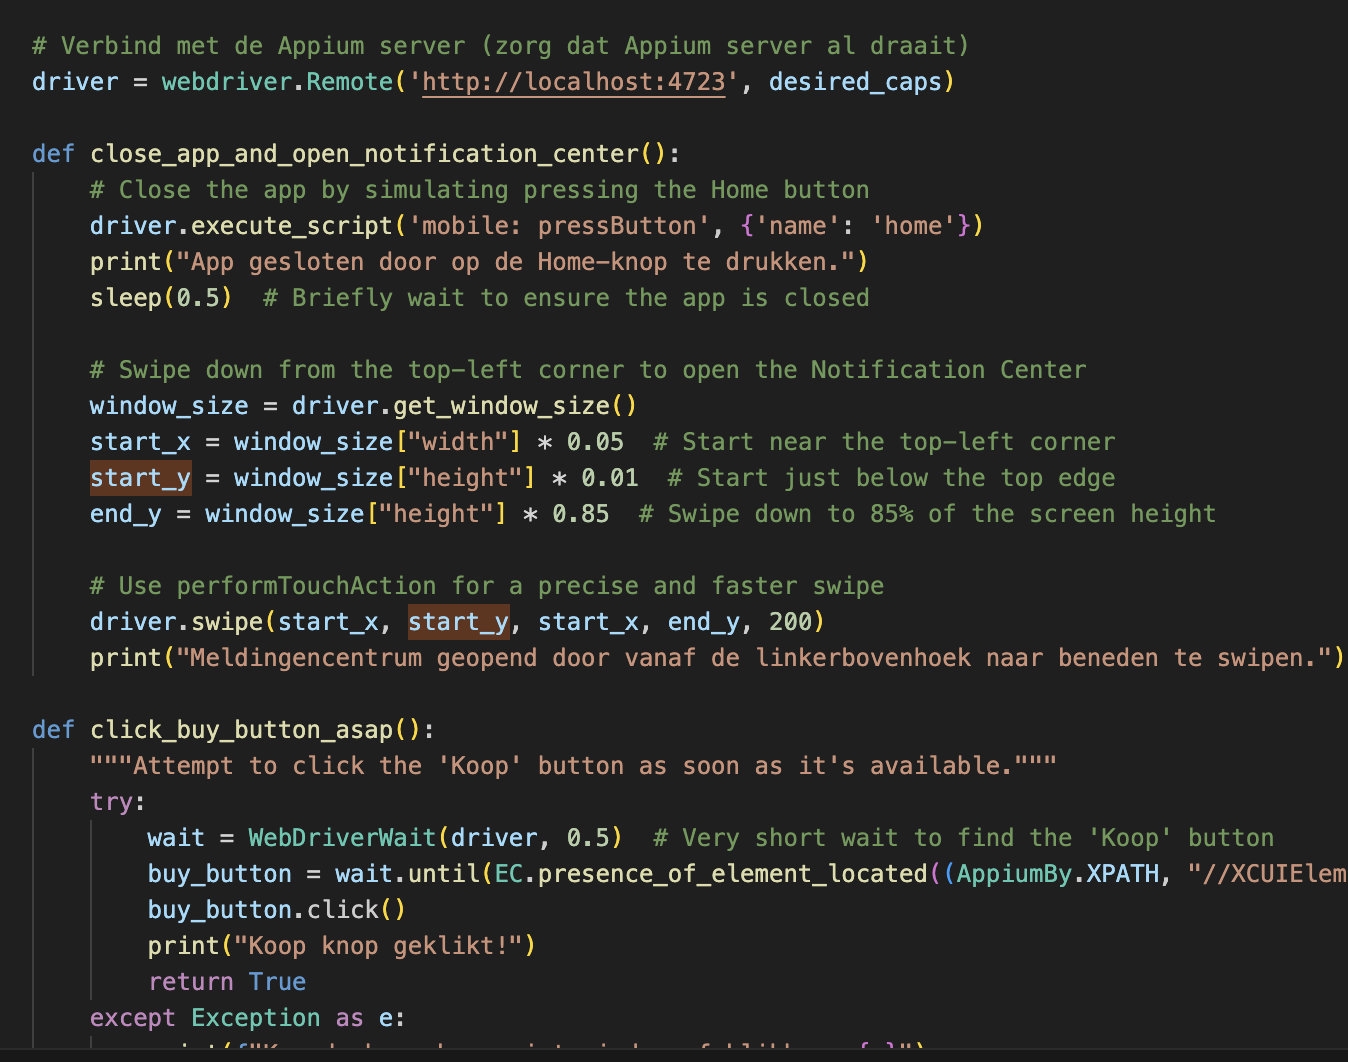 # Verbind met de Appium server (zorg dat Appium server al draait)
driver = webdriver.Remote('http://localhost:4723', desired_caps)
def close_app_and_open_notification_center():
# Close the app by simulating pressing the Home button
driver.execute_script('mobile: pressButton', {'name': 'home'})
print("App gesloten door op de Home-knop te drukken.")
sleep(0.5)  # Briefly wait to ensure the app is closed
# Swipe down from the top-left corner to open the Notification Center
window_size = driver.get_window_size()
start_x = window_size["width"] * 0.05  # Start near the top-left corner
start_y = window_size["height"] * 0.01  # Start just below the top edge
end_y = window_size["height"] * 0.85  # Swipe down to 85% of the screen height
# Use performTouchAction for a precise and faster swipe
driver.swipe(start_x, start_y, start_x, end_y, 200)
print("Meldingencentrum geopend door vanaf de linkerbovenhoek naar beneden te swipen.")
def click_buy_button_asap():
"""Attempt to click the 'Koop' button as soon as it's available."""
try:
wait = WebDriverWait(driver, 0.5)  # Very short wait to find the 'Koop' button
buy_button = wait.until(EC.presence_of_element_located((AppiumBy.XPATH, "//XCUIElem
buy_button.click()
print("Koop knop geklikt!")
return True
except Exception as e: